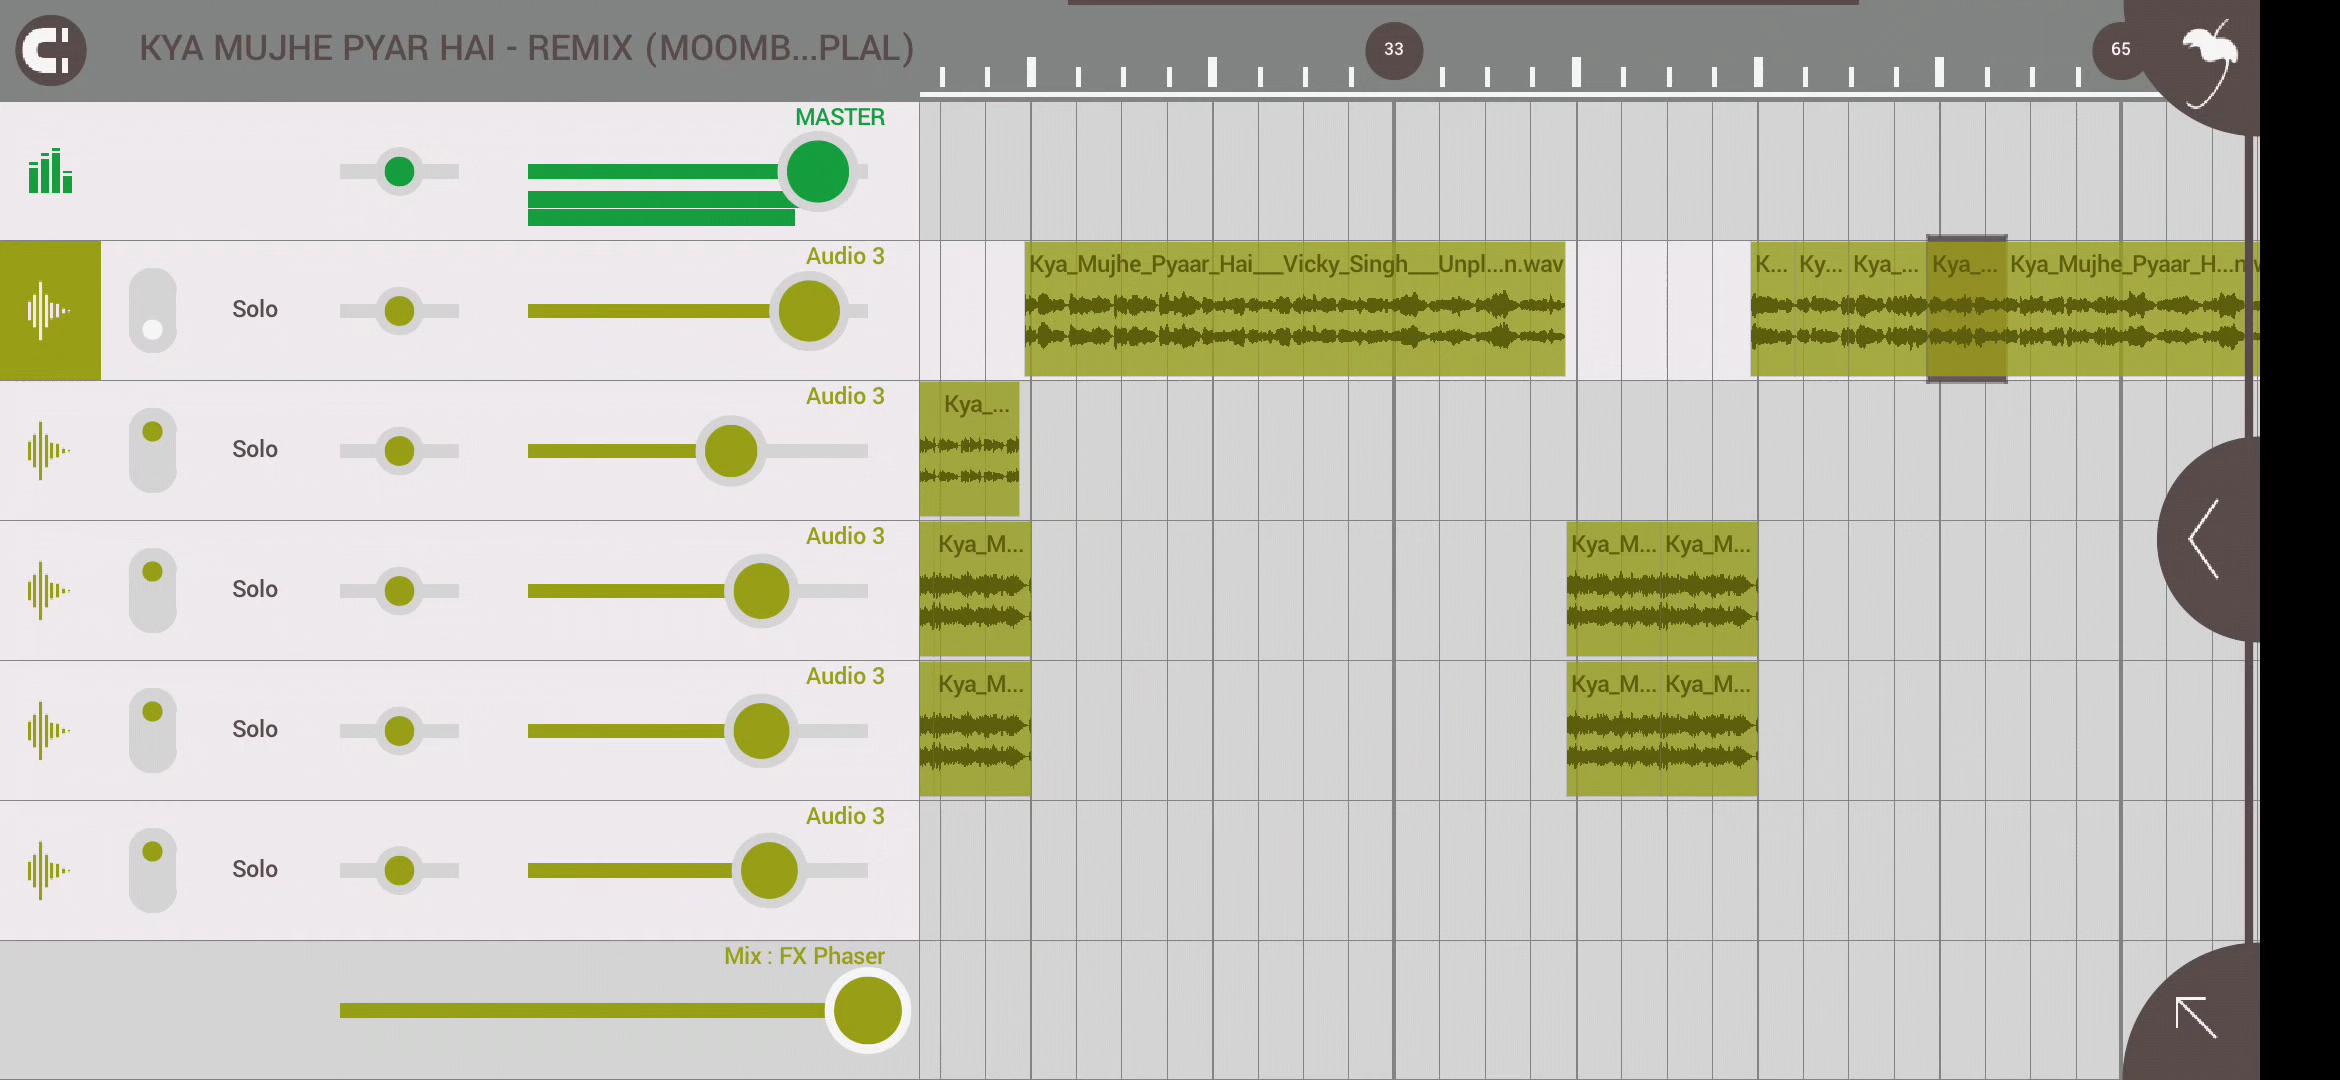 KYA MUJHE PYAR HAI - REMIX (MOOMB...PLAL)
33
65
MASTER
Audio 3
Solo
Kya_Mujhe_Pyaar_Hai___Vicky_Singh___Unpl...n.wav
K...
Ky...
Kya_...
Kya_...
Kya_Mujhe_Pyaar_H...n.w
Audio 3
Solo
Kya_...
Audio 3
Solo
Kya_M...
Kya_M...
Kya_M...
Audio 3
Solo
Kya_M...
Kya_M...
Kya_M...
Audio 3
Solo
Mix : FX Phaser